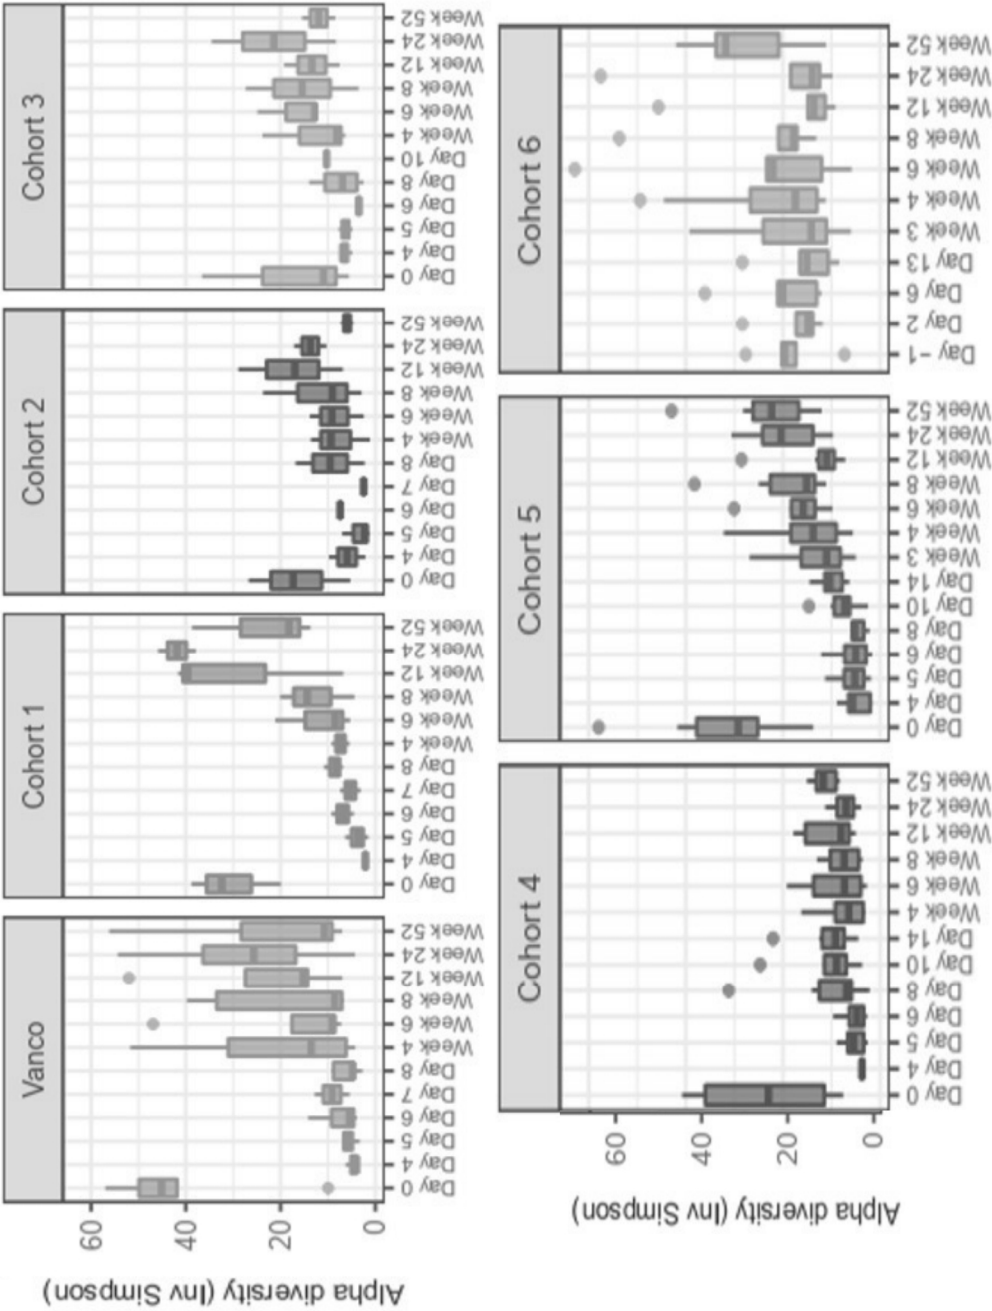 Vanco
Cohort 1
Cohort 2
Cohort 3
Alpha diversity (Inv Simpson)
60
40
20
0
Day 0
Day 4
Day 5
Day 6
Day 7
Day 8
Week 4
Week 6
Week 8
Week 12
Week 24
Week 52
Day 0
Day 4
Day 5
Day 6
Day 7
Day 8
Week 4
Week 6
Week 8
Week 12
Week 24
Week 52
Day 0
Day 4
Day 5
Day 6
Day 7
Day 8
Week 4
Week 6
Week 8
Week 12
Week 24
Week 52
Day 0
Day 4
Day 5
Day 6
Day 8
Day 10
Week 4
Week 6
Week 8
Week 12
Week 24
Week 52
Cohort 4
Cohort 5
Cohort 6
Alpha diversity (Inv Simpson)
60
40
20
0
Day 0
Day 4
Day 5
Day 6
Day 8
Day 10
Day 14
Week 4
Week 6
Week 8
Week 12
Week 24
Week 52
Day 0
Day 4
Day 5
Day 6
Day 8
Day 10
Day 14
Week 3
Week 4
Week 6
Week 8
Week 12
Week 24
Week 52
Day −1
Day 2
Day 6
Day 13
Week 3
Week 4
Week 6
Week 8
Week 12
Week 24
Week 52